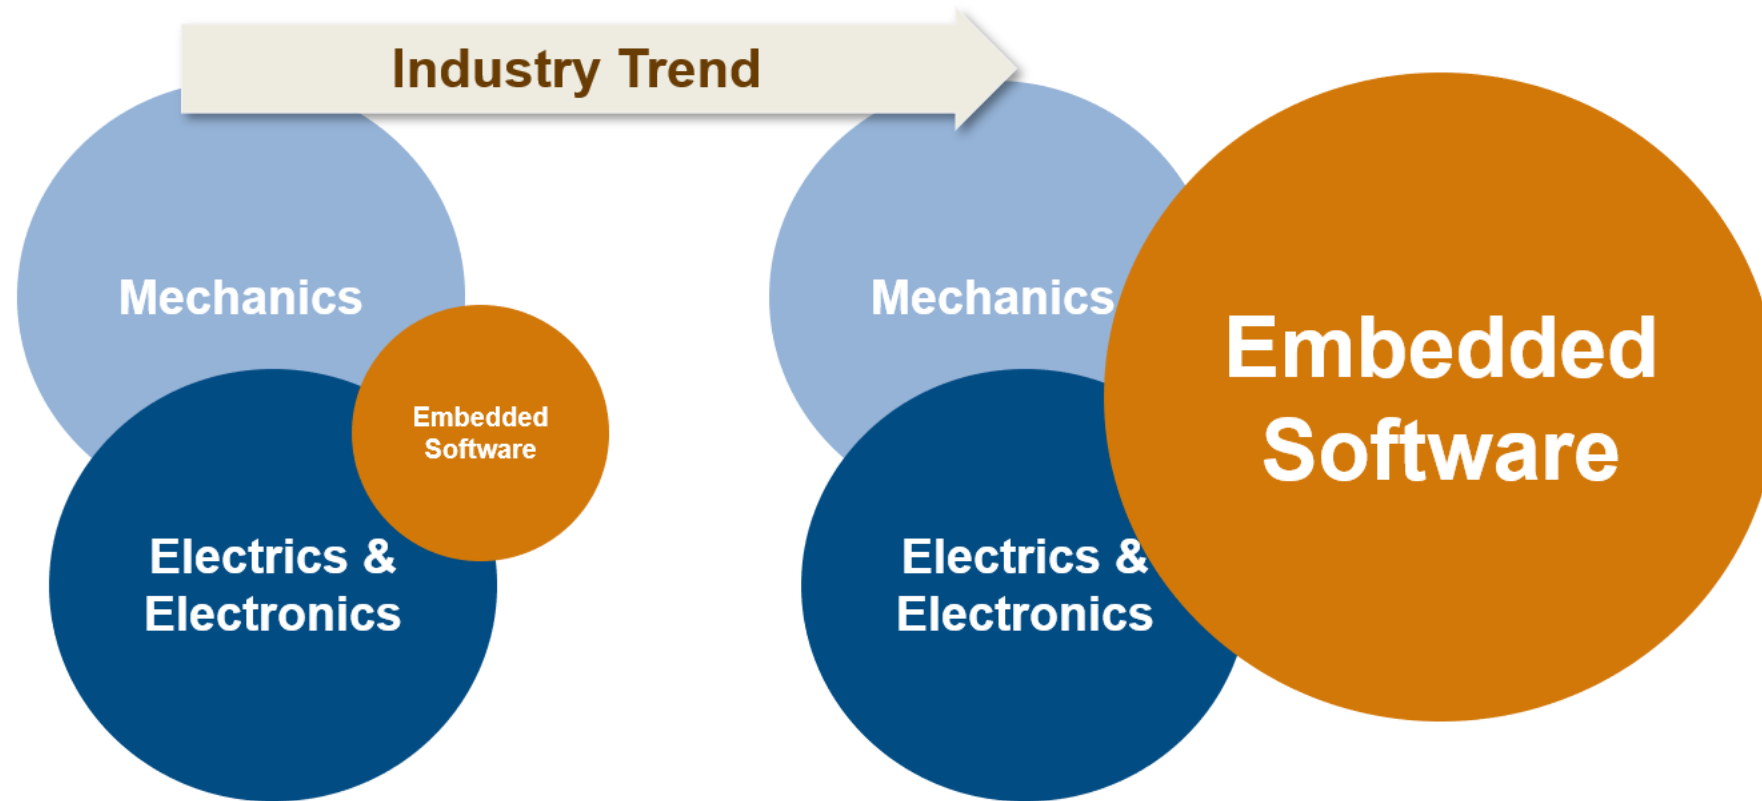 Industry Trend
Mechanics
Embedded
Software
Electrics &
Electronics
Mechanics
Embedded
Software
Electrics &
Electronics